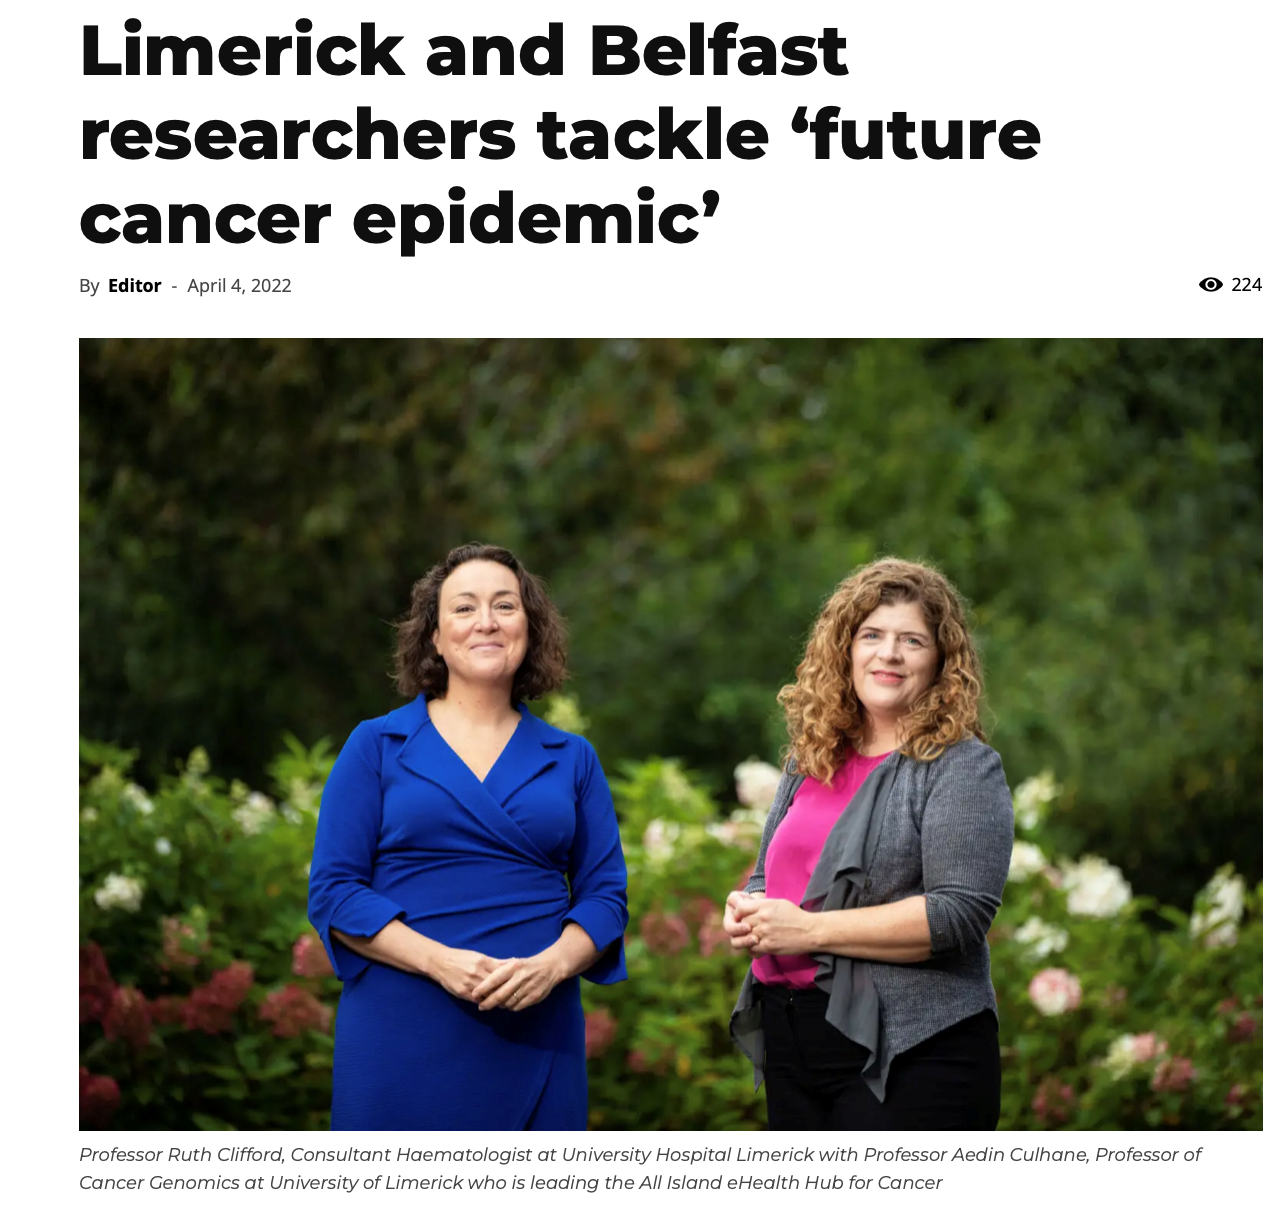 Limerick and Belfast
researchers tackle ‘future
cancer epidemic’
By Editor - April 4, 2022
224
Professor Ruth Clifford, Consultant Haematologist at University Hospital Limerick with Professor Aedin Culhane, Professor of
Cancer Genomics at University of Limerick who is leading the All Island eHealth Hub for Cancer